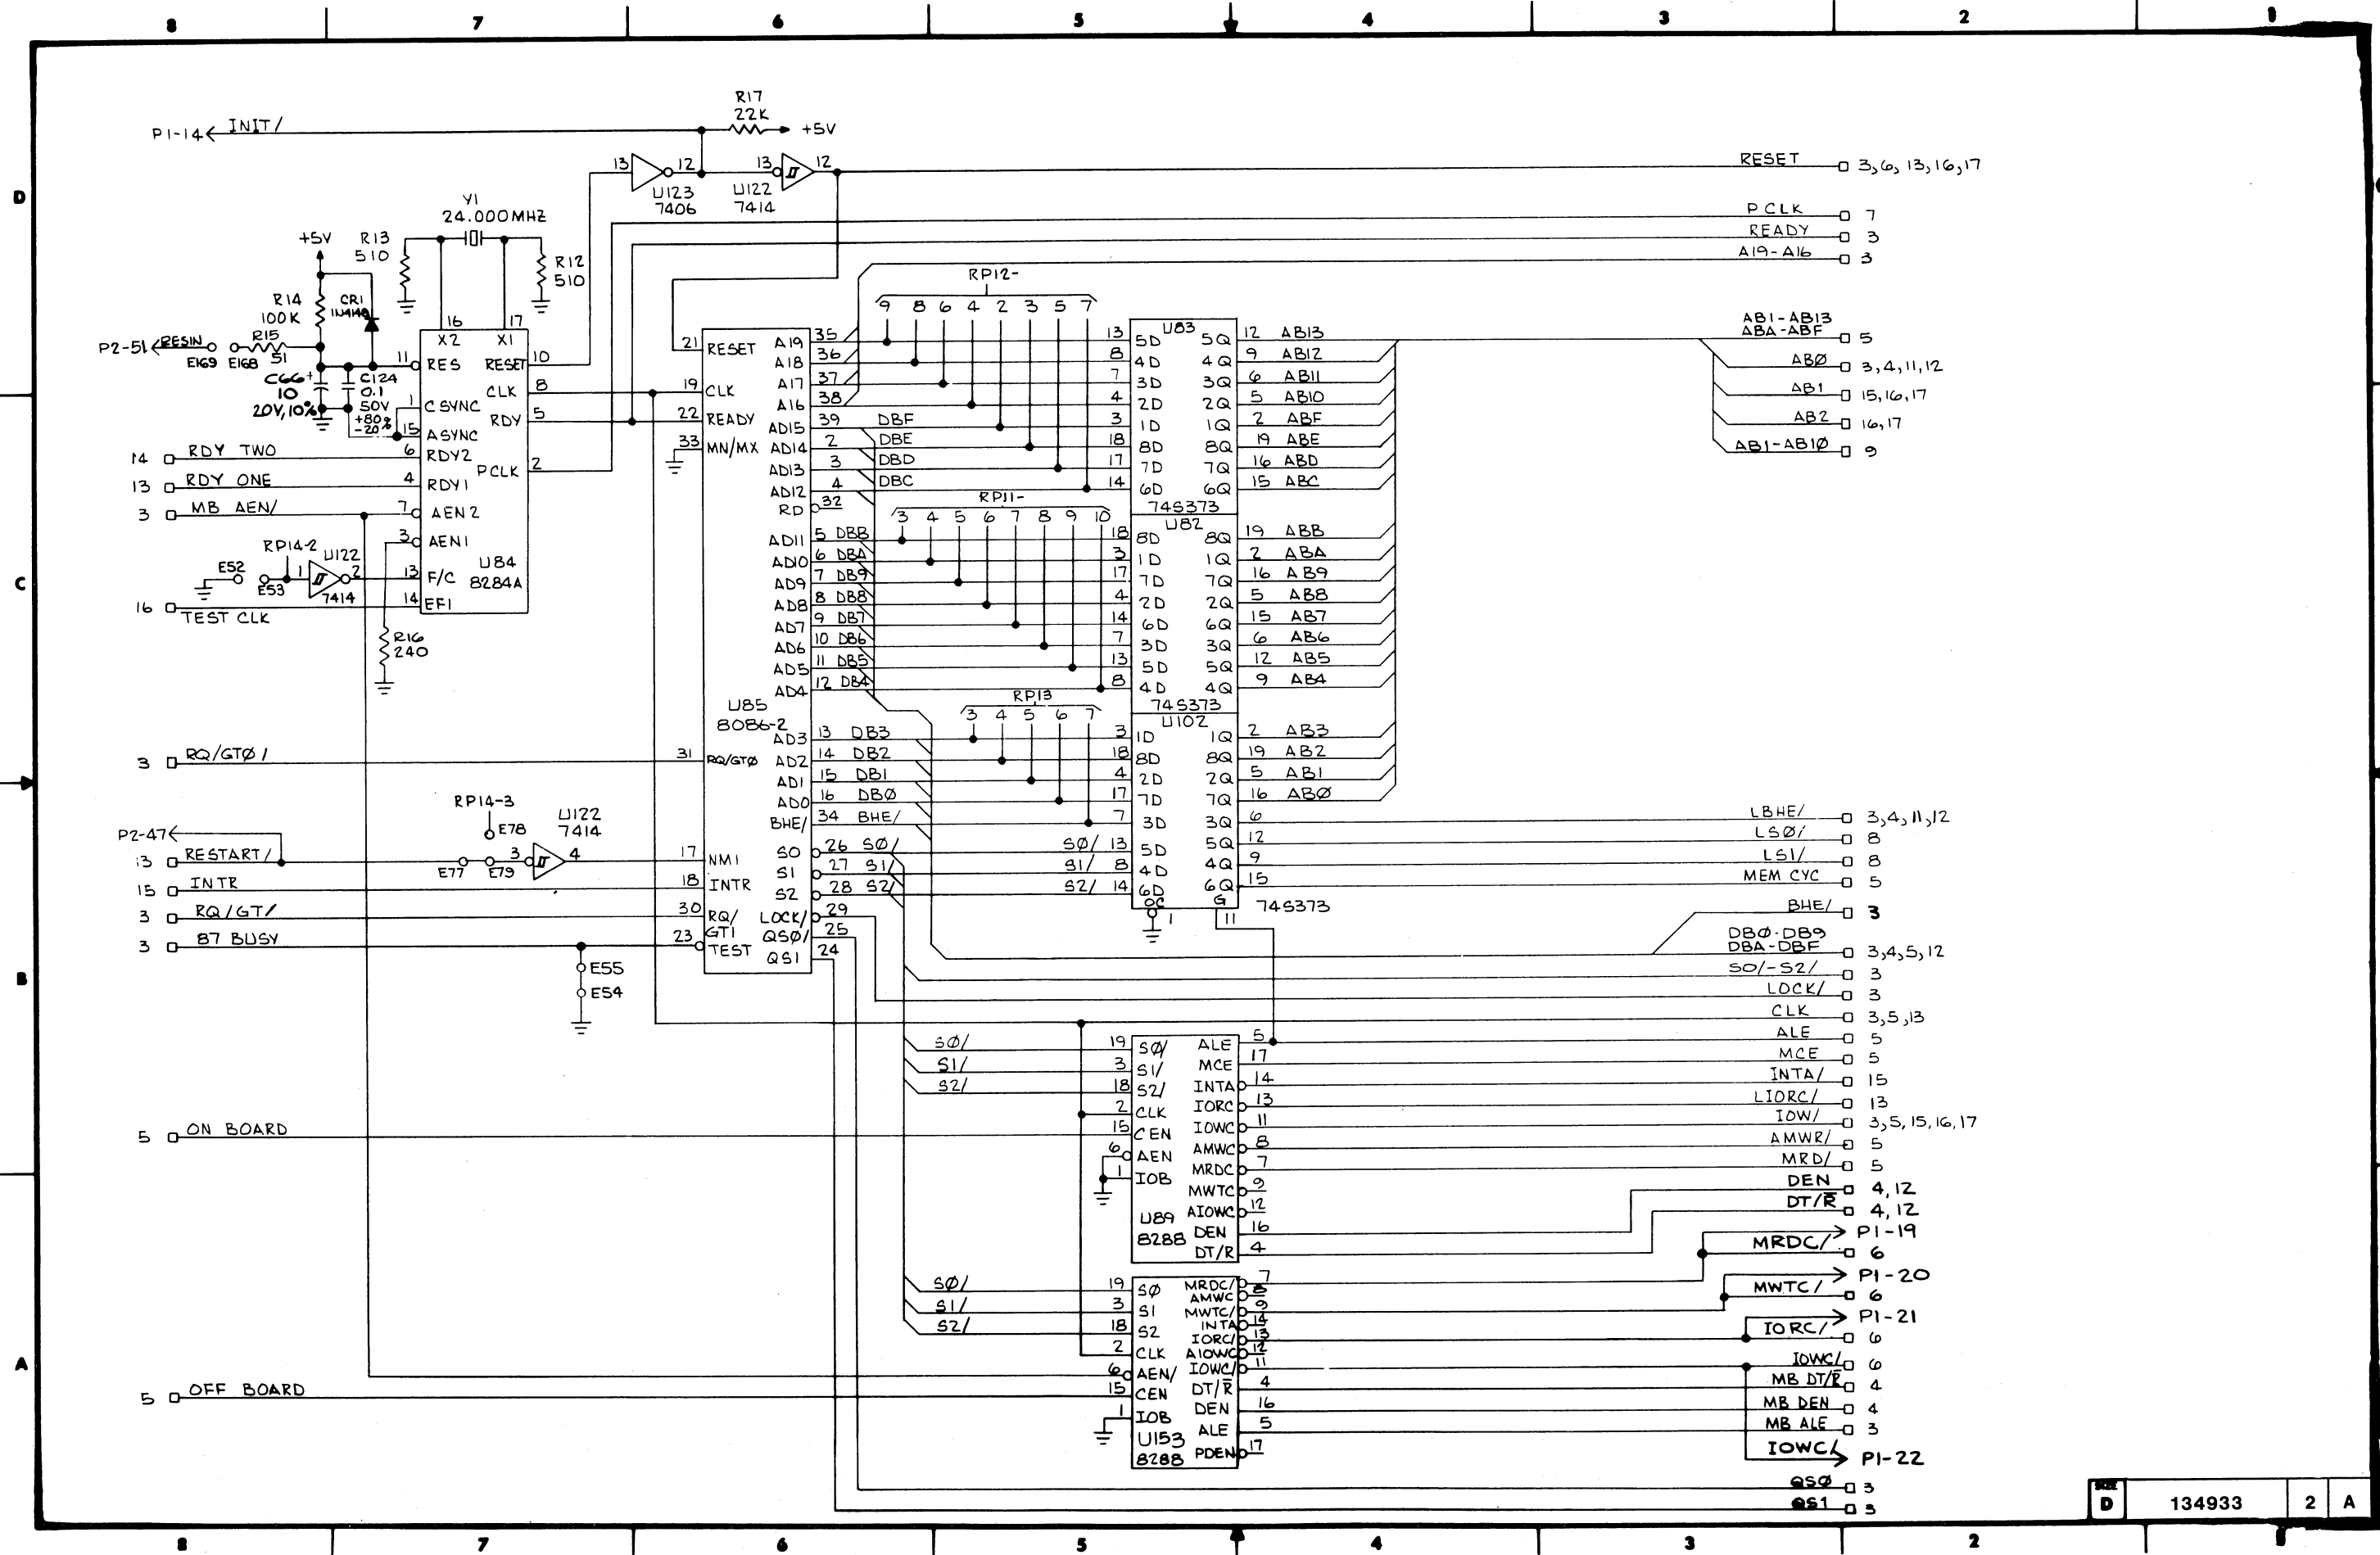 8 7 6 5 4 3 2 1
D
C
B
A
R17
22K
+5V
P1-14 INIT/
13 12
U123
7406
13 12
U122
7414
RESET 3,6,13,16,17
PCLK 7
READY 3
A19-A16 3
Y1
24.000MHZ
+5V
R13
510
R12
510
R14
100K
CR1
1N4148
R15
51
P2-51 RESIN
E169 E168
C66 +
10
20V,10%
C124
0.1
50V
+80%
-20%
16 17
X2 X1
11 RES RESET 10
CLK 8
1 CSYNC
RDY 5
15 ASYNC
14 RDY TWO 6 RDY2
PCLK 2
13 RDY ONE 4 RDY1
3 MB AEN/ 7 AEN2
3 AEN1
RP14-2
U122
E52
E53
1 2
7414
13 F/C
U84
8284A
16 TEST CLK 14 EFI
R16
240
21 RESET
19 CLK
22 READY
33 MN/MX
U85
8086-2
3 RQ/GTØ/ 31 RQ/GTØ
RP14-3
E78
U122
7414
P2-47
13 RESTART/
E77 E79
3 4
17 NMI
15 INTR 18 INTR
3 RQ/GT/ 30 RQ/
GT1
3 87 BUSY 23 TEST
E55
E54
A19 35
A18 36
A17 37
A16 38
AD15 39 DBF
AD14 2 DBE
AD13 3 DBD
AD12 4 DBC
RD 32
AD11 5 DBB
AD10 6 DBA
AD9 7 DB9
AD8 8 DB8
AD7 9 DB7
AD6 10 DB6
AD5 11 DB5
AD4 12 DB4
AD3 13 DB3
AD2 14 DB2
AD1 15 DB1
AD0 16 DBØ
BHE/ 34 BHE/
S0 26 SØ/
S1 27 S1/
S2 28 S2/
LOCK/ 29
QSØ/ 25
QS1 24
RP12-
9 8 6 4 2 3 5 7
RP11-
3 4 5 6 7 8 9 10
RP13
3 4 5 6 7
U83
13 5D 5Q 12 AB13
8 4D 4Q 9 AB12
7 3D 3Q 6 AB11
4 2D 2Q 5 AB10
3 1D 1Q 2 ABF
18 8D 8Q 19 ABE
17 7D 7Q 16 ABD
14 6D 6Q 15 ABC
74S373
U82
18 8D 8Q 19 ABB
3 1D 1Q 2 ABA
17 7D 7Q 16 AB9
4 2D 2Q 5 AB8
14 6D 6Q 15 AB7
7 3D 3Q 6 AB6
13 5D 5Q 12 AB5
8 4D 4Q 9 AB4
74S373
U102
3 1D 1Q 2 AB3
18 8D 8Q 19 AB2
4 2D 2Q 5 AB1
17 7D 7Q 16 ABØ
7 3D 3Q 6
SØ/ 13 5D 5Q 12
S1/ 8 4D 4Q 9
S2/ 14 6D 6Q 15
OC G
1 11
74S373
AB1-AB13
ABA-ABF 5
ABØ 3,4,11,12
AB1 15,16,17
AB2 16,17
AB1-AB1Ø 9
LBHE/ 3,4,11,12
LSØ/ 8
LS1/ 8
MEM CYC 5
BHE/ 3
DBØ-DB9
DBA-DBF 3,4,5,12
SO/-S2/ 3
LOCK/ 3
CLK 3,5,13
ALE 5
MCE 5
INTA/ 15
LIORC/ 13
IOW/ 3,5,15,16,17
AMWR/ 5
MRD/ 5
DEN 4,12
DT/R̅ 4,12
P1-19
MRDC/ 6
P1-20
MWTC/ 6
P1-21
IORC/ 6
IOWC/ 6
MB DT/R̅ 4
MB DEN 4
MB ALE 3
IOWC/ P1-22
QSØ 3
QS1 3
SØ/ 19 SØ/ ALE 5
S1/ 3 S1/ MCE 17
S2/ 18 S2/ INTA 14
2 CLK IORC 13
5 ON BOARD 15 CEN IOWC 11
6 AEN AMWC 8
1 IOB MRDC 7
MWTC 9
AIOWC 12
U89
8288
DEN 16
DT/R 4
SØ/ 19 SØ MRDC/ 7
AMWC 8
S1/ 3 S1 MWTC/ 9
INTA 14
S2/ 18 S2 IORC/ 13
2 CLK AIOWC 12
6 AEN/ IOWC/ 11
5 OFF BOARD 15 CEN DT/R̅ 4
1 IOB DEN 16
U153
8288
ALE 5
PDEN 17
SIZE
D 134933 2 A
8 7 6 5 4 3 2